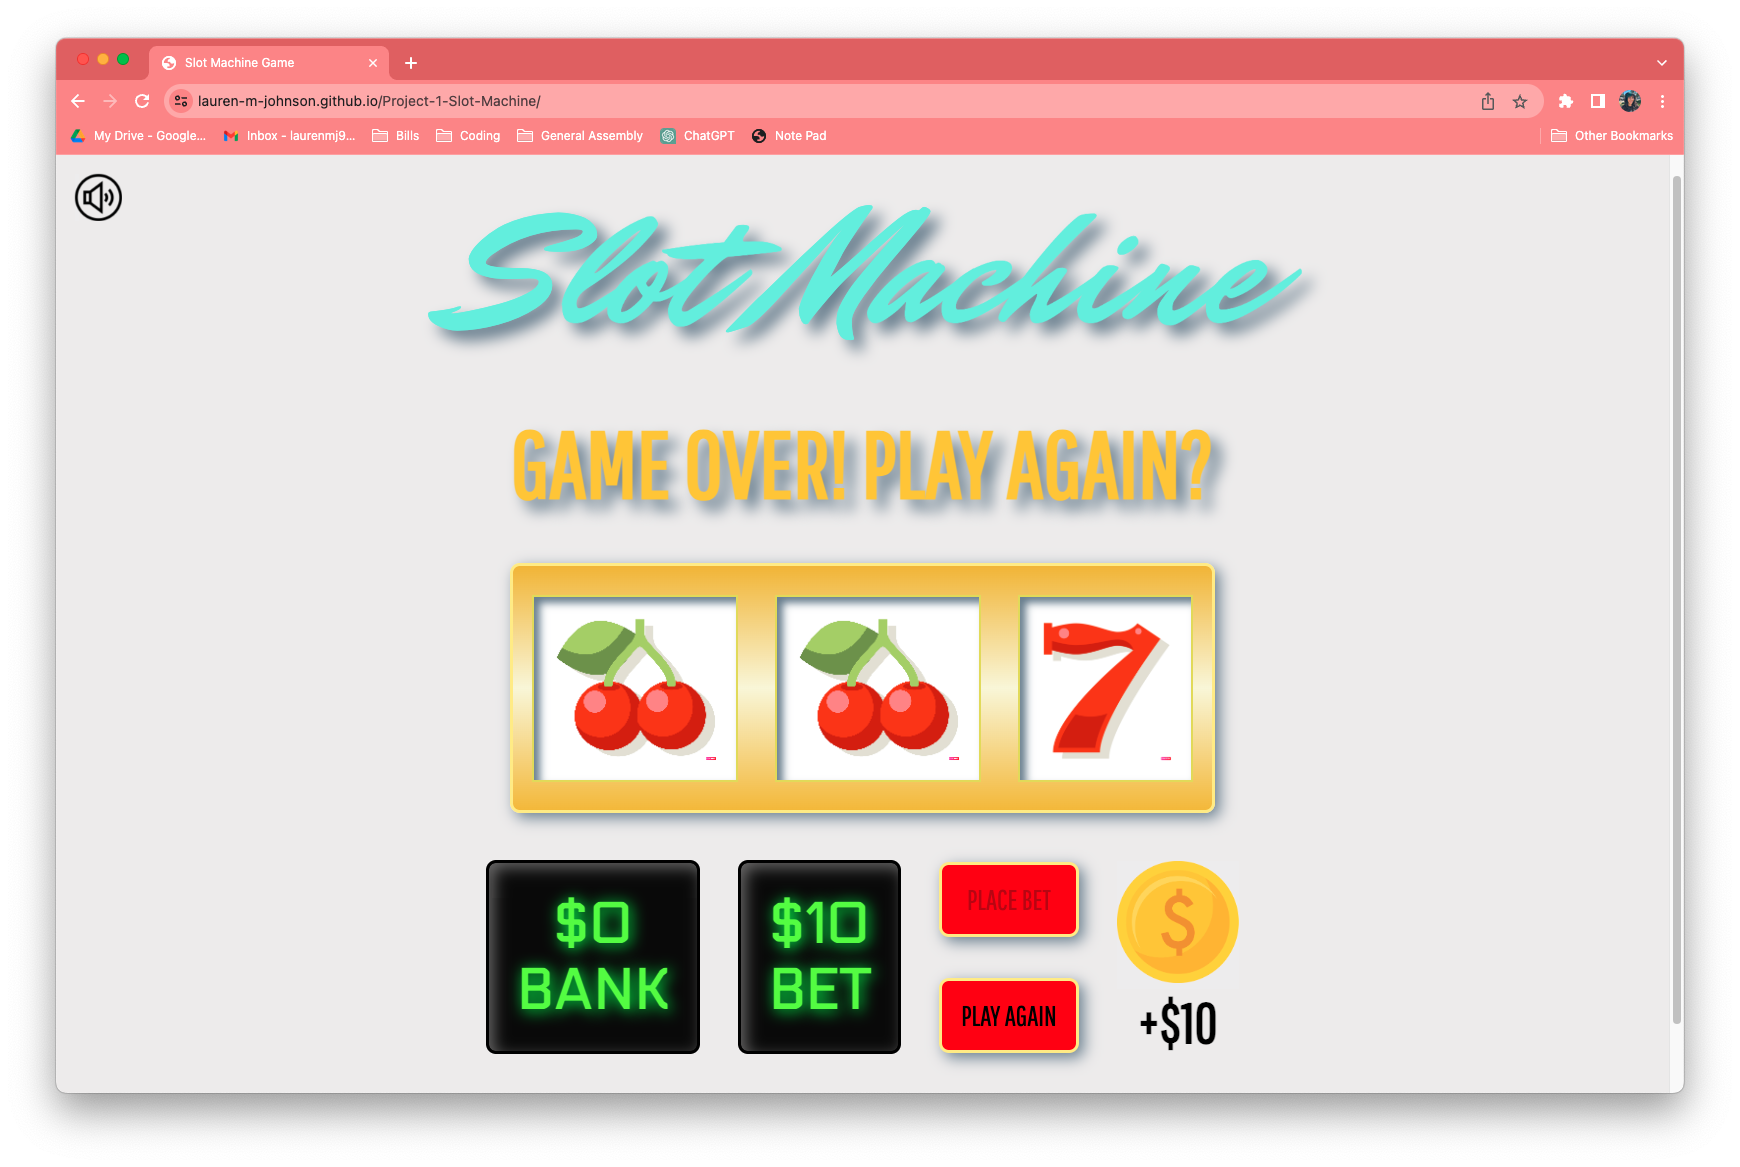 Slot Machine Game
lauren-m-johnson.github.io/Project-1-Slot-Machine/
My Drive - Google...
Inbox - laurenmj9...
Bills
Coding
General Assembly
ChatGPT
Note Pad
Other Bookmarks
Slot Machine
GAME OVER! PLAY AGAIN?
$0
BANK
$10
BET
PLACE BET
PLAY AGAIN
$
+$10